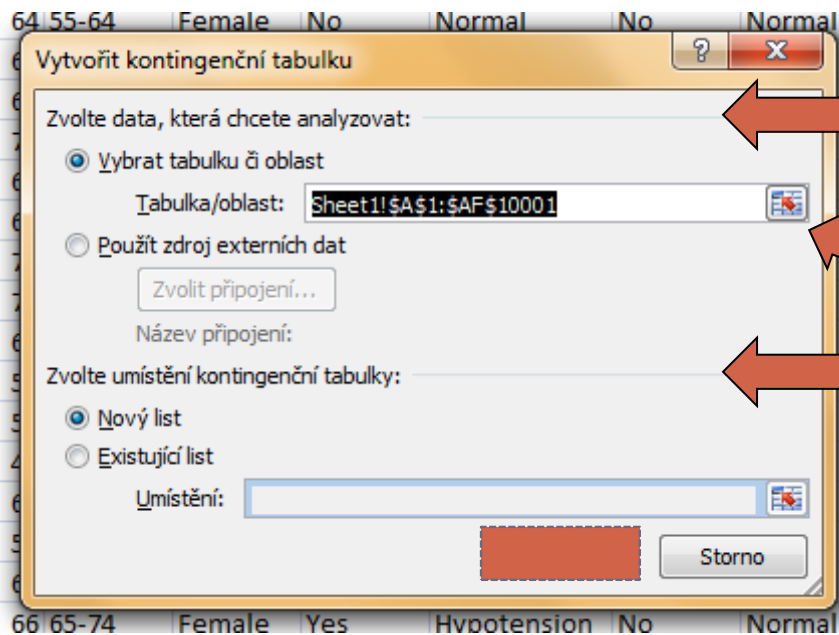 64 55-64 Female No Normal No Normal
Vytvořit kontingenční tabulku
Zvolte data, která chcete analyzovat:
Vybrat tabulku či oblast
Tabulka/oblast: Sheet1!$A$1:$AF$10001
Použít zdroj externích dat
Zvolit připojení...
Název připojení:
Zvolte umístění kontingenční tabulky:
Nový list
Existující list
Umístění:
Storno
66 65-74 Female Yes Hypotension No Normal